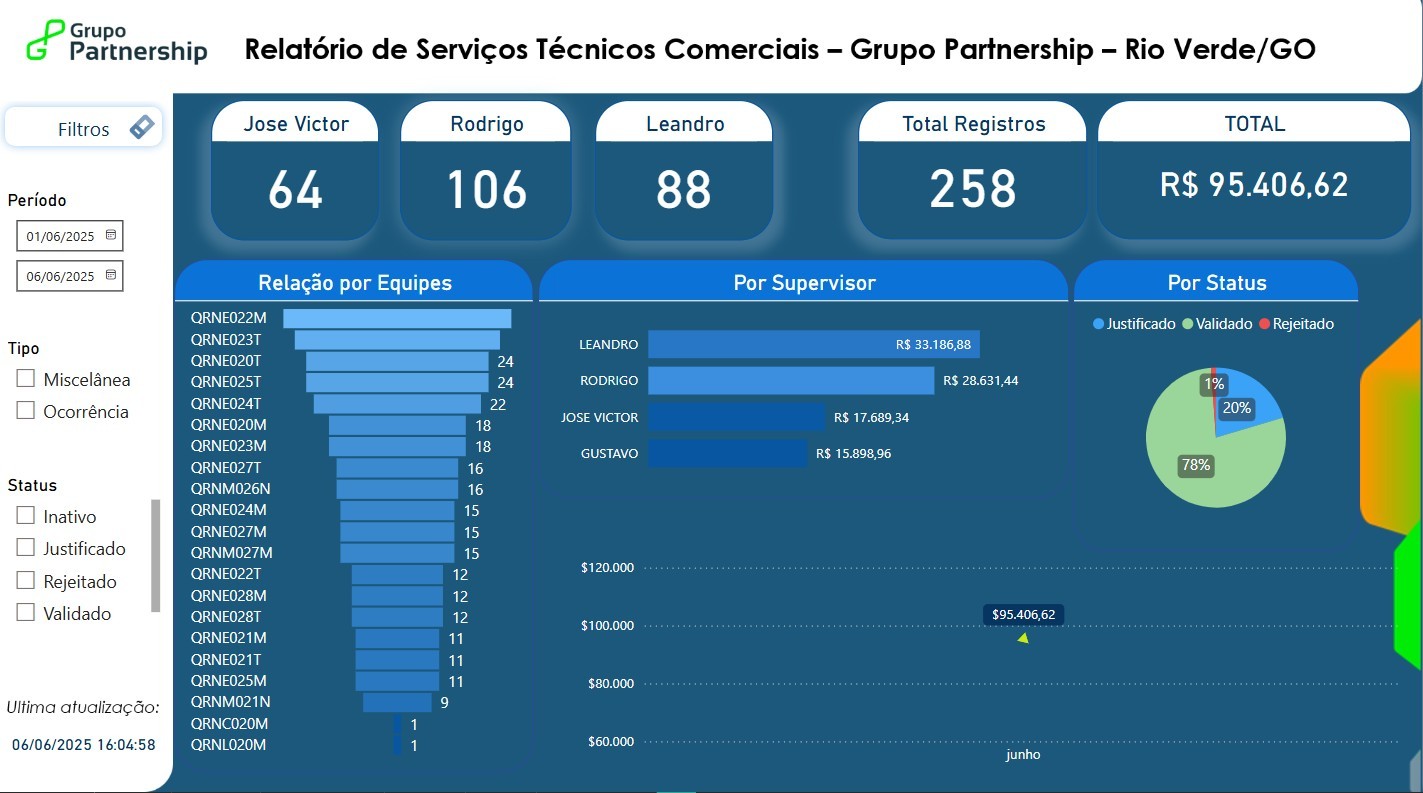 Grupo
Partnership
Relatório de Serviços Técnicos Comerciais – Grupo Partnership – Rio Verde/GO
Filtros
Período
01/06/2025
06/06/2025
Tipo
Miscelânea
Ocorrência
Status
Inativo
Justificado
Rejeitado
Validado
Ultima atualização:
06/06/2025 16:04:58
Jose Victor
64
Rodrigo
106
Leandro
88
Total Registros
258
TOTAL
R$ 95.406,62
Relação por Equipes
QRNE022M
QRNE023T
QRNE020T 24
QRNE025T 24
QRNE024T 22
QRNE020M 18
QRNE023M 18
QRNE027T 16
QRNM026N 16
QRNE024M 15
QRNE027M 15
QRNM027M 15
QRNE022T 12
QRNE028M 12
QRNE028T 12
QRNE021M 11
QRNE021T 11
QRNE025M 11
QRNM021N 9
QRNC020M 1
QRNL020M 1
Por Supervisor
LEANDRO R$ 33.186,88
RODRIGO R$ 28.631,44
JOSE VICTOR R$ 17.689,34
GUSTAVO R$ 15.898,96
Por Status
Justificado Validado Rejeitado
1%
20%
78%
$120.000
$95.406,62
$100.000
$80.000
$60.000
junho